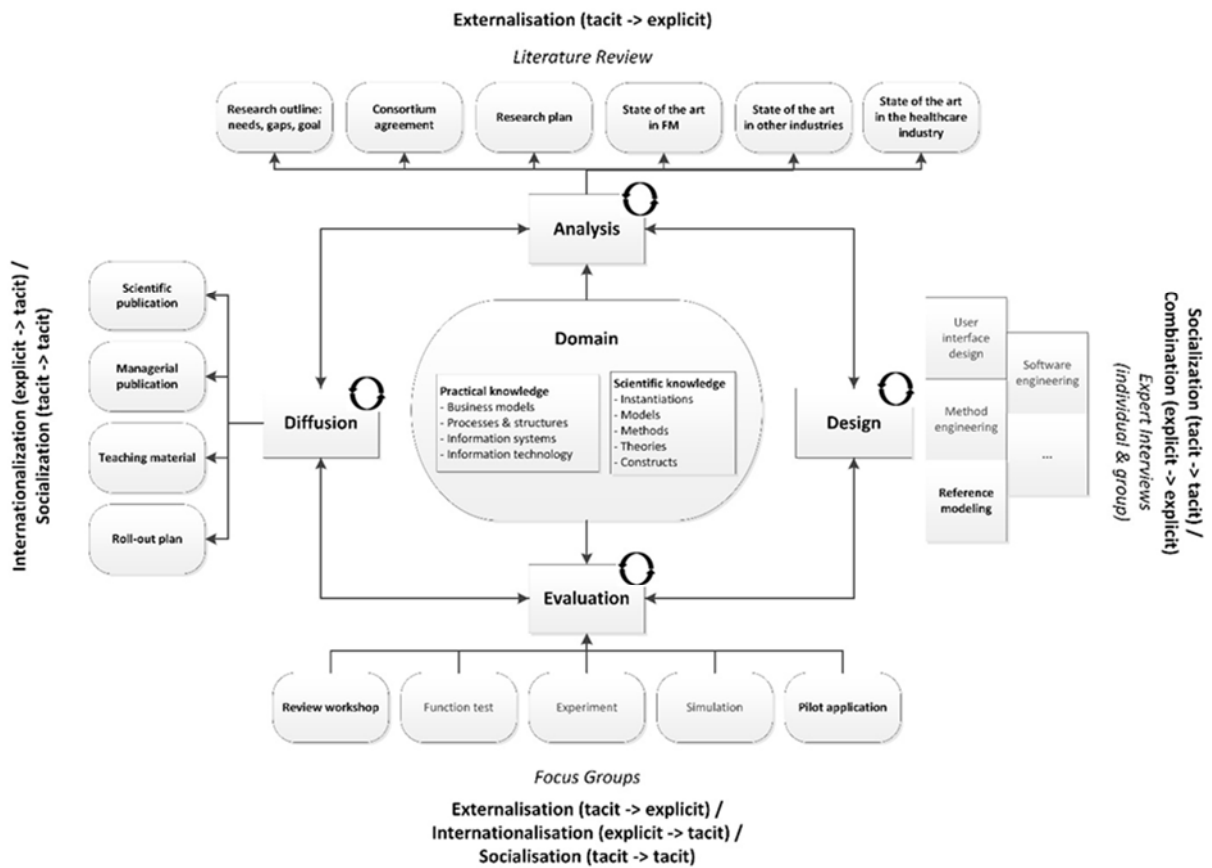 Externalisation (tacit -> explicit)
Literature Review
Research outline:
needs, gaps, goal
Consortium
agreement
Research plan
State of the art
in FM
State of the art
in other industries
State of the art
in the healthcare
industry
Analysis
Internationalization (explicit -> tacit) /
Socialization (tacit -> tacit)
Scientific
publication
Managerial
publication
Teaching material
Roll-out plan
Diffusion
Domain
Practical knowledge
- Business models
- Processes & structures
- Information systems
- Information technology
Scientific knowledge
- Instantiations
- Models
- Methods
- Theories
- Constructs
Design
User
interface
design
Software
engineering
Method
engineering
...
Reference
modeling
Socialization (tacit -> tacit) /
Combination (explicit -> explicit)
Expert Interviews
(individual & group)
Evaluation
Review workshop
Function test
Experiment
Simulation
Pilot application
Focus Groups
Externalisation (tacit -> explicit) /
Internationalisation (explicit -> tacit) /
Socialisation (tacit -> tacit)